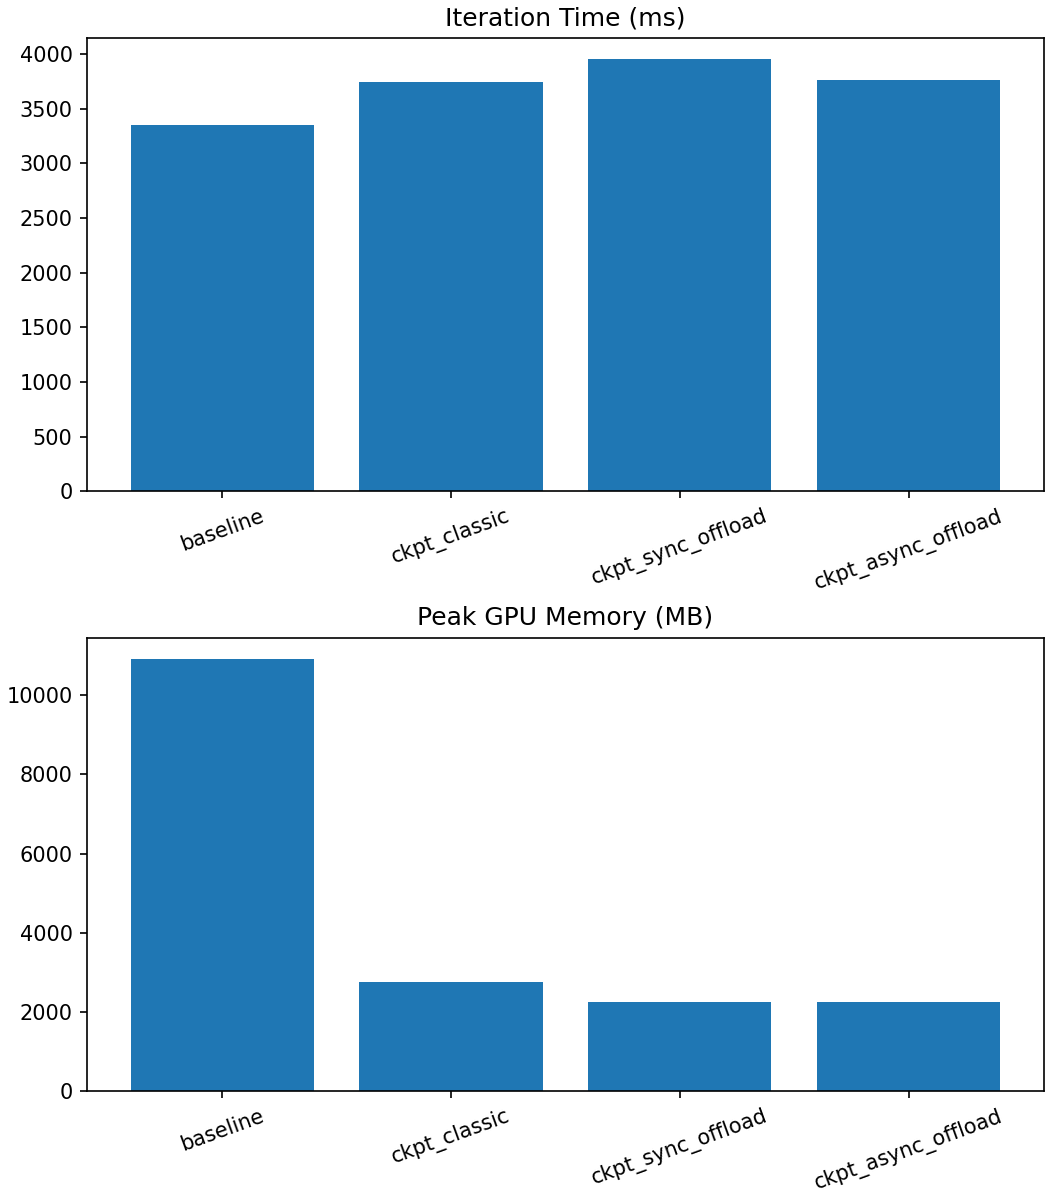 Iteration Time (ms)
4000
3500
3000
2500
2000
1500
1000
500
0
baseline
ckpt_classic
ckpt_sync_offload
ckpt_async_offload
Peak GPU Memory (MB)
10000
8000
6000
4000
2000
0
baseline
ckpt_classic
ckpt_sync_offload
ckpt_async_offload